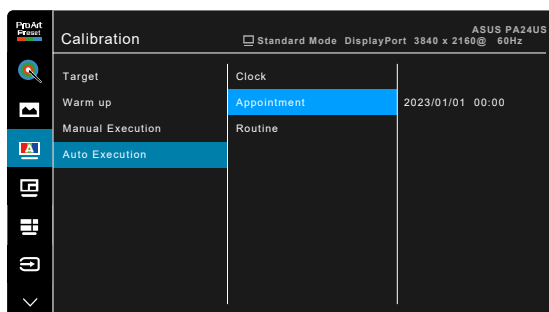 ProArt
Preset
ASUS PA24US
Calibration
Standard Mode DisplayPort 3840 x 2160@ 60Hz
Target
Clock
Warm up
Appointment
2023/01/01 00:00
Manual Execution
Routine
Auto Execution
A